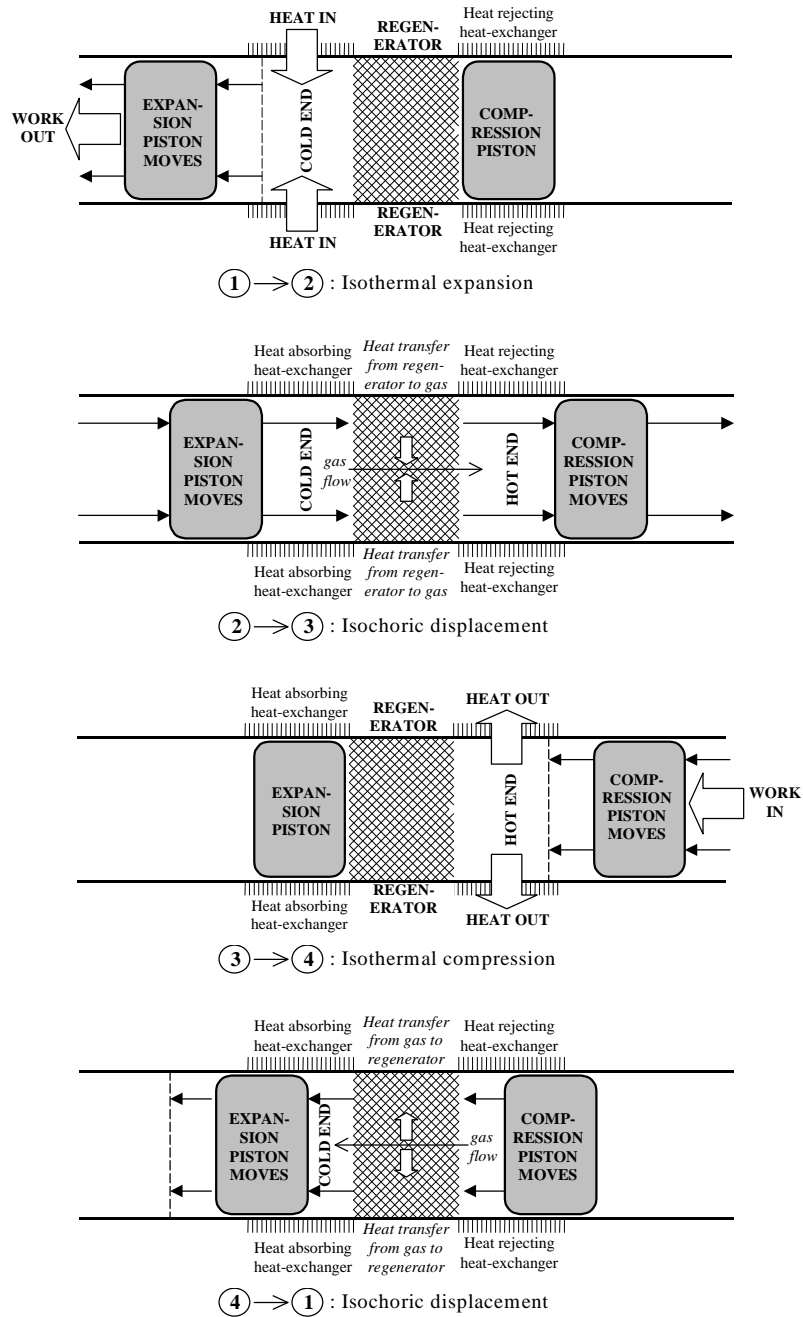 HEAT IN
REGEN-
ERATOR
Heat rejecting
heat-exchanger
WORK
OUT
EXPAN-
SION
PISTON
MOVES
COLD END
COMP-
RESSION
PISTON
HEAT IN
REGEN-
ERATOR
Heat rejecting
heat-exchanger
1 → 2 : Isothermal expansion
Heat absorbing
heat-exchanger
Heat transfer
from regen-
erator to gas
Heat rejecting
heat-exchanger
EXPAN-
SION
PISTON
MOVES
COLD END
gas
flow
HOT END
COMP-
RESSION
PISTON
MOVES
Heat absorbing
heat-exchanger
Heat transfer
from regen-
erator to gas
Heat rejecting
heat-exchanger
2 → 3 : Isochoric displacement
Heat absorbing
heat-exchanger
REGEN-
ERATOR
HEAT OUT
EXPAN-
SION
PISTON
HOT END
COMP-
RESSION
PISTON
MOVES
WORK
IN
Heat absorbing
heat-exchanger
REGEN-
ERATOR
HEAT OUT
3 → 4 : Isothermal compression
Heat absorbing
heat-exchanger
Heat transfer
from gas to
regenerator
Heat rejecting
heat-exchanger
EXPAN-
SION
PISTON
MOVES
COLD END
gas
flow
COMP-
RESSION
PISTON
MOVES
Heat absorbing
heat-exchanger
Heat transfer
from gas to
regenerator
Heat rejecting
heat-exchanger
4 → 1 : Isochoric displacement